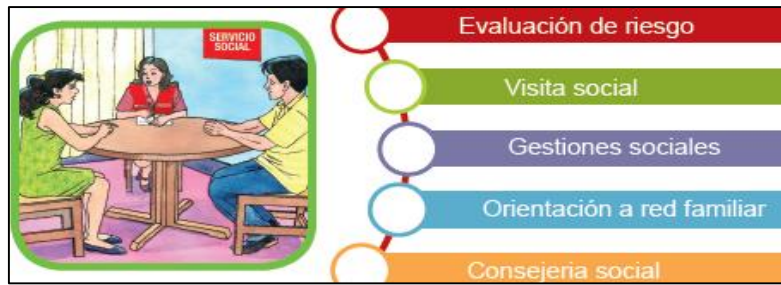 SERVICIO
SOCIAL
Evaluación de riesgo
Visita social
Gestiones sociales
Orientación a red familiar
Consejeria social